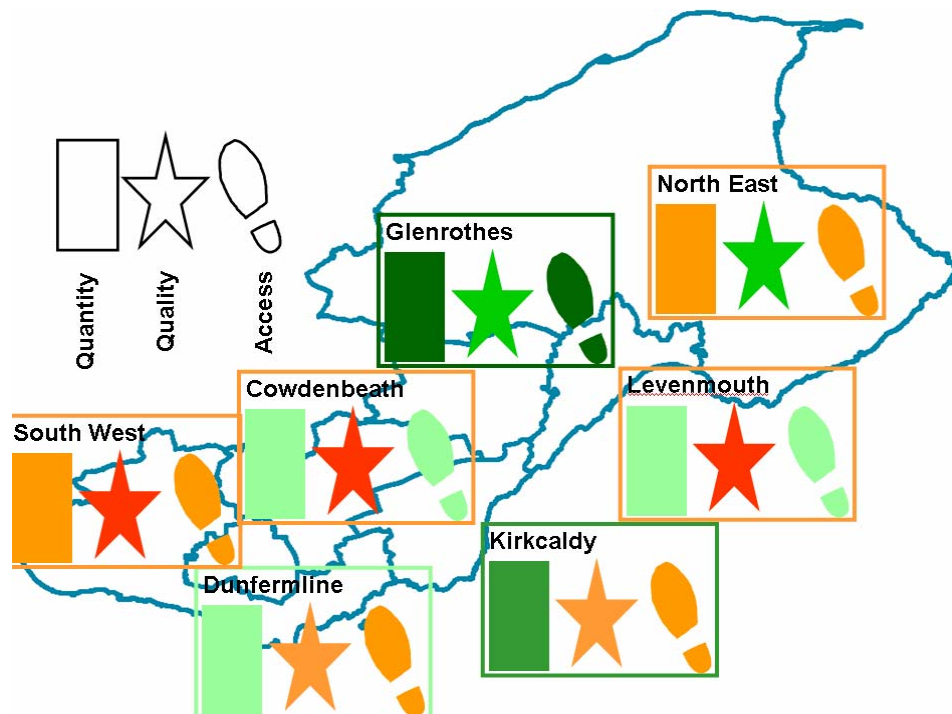 North East
Glenrothes
Quantity
Quality
Access
Cowdenbeath
Levenmouth
South West
Kirkcaldy
Dunfermline